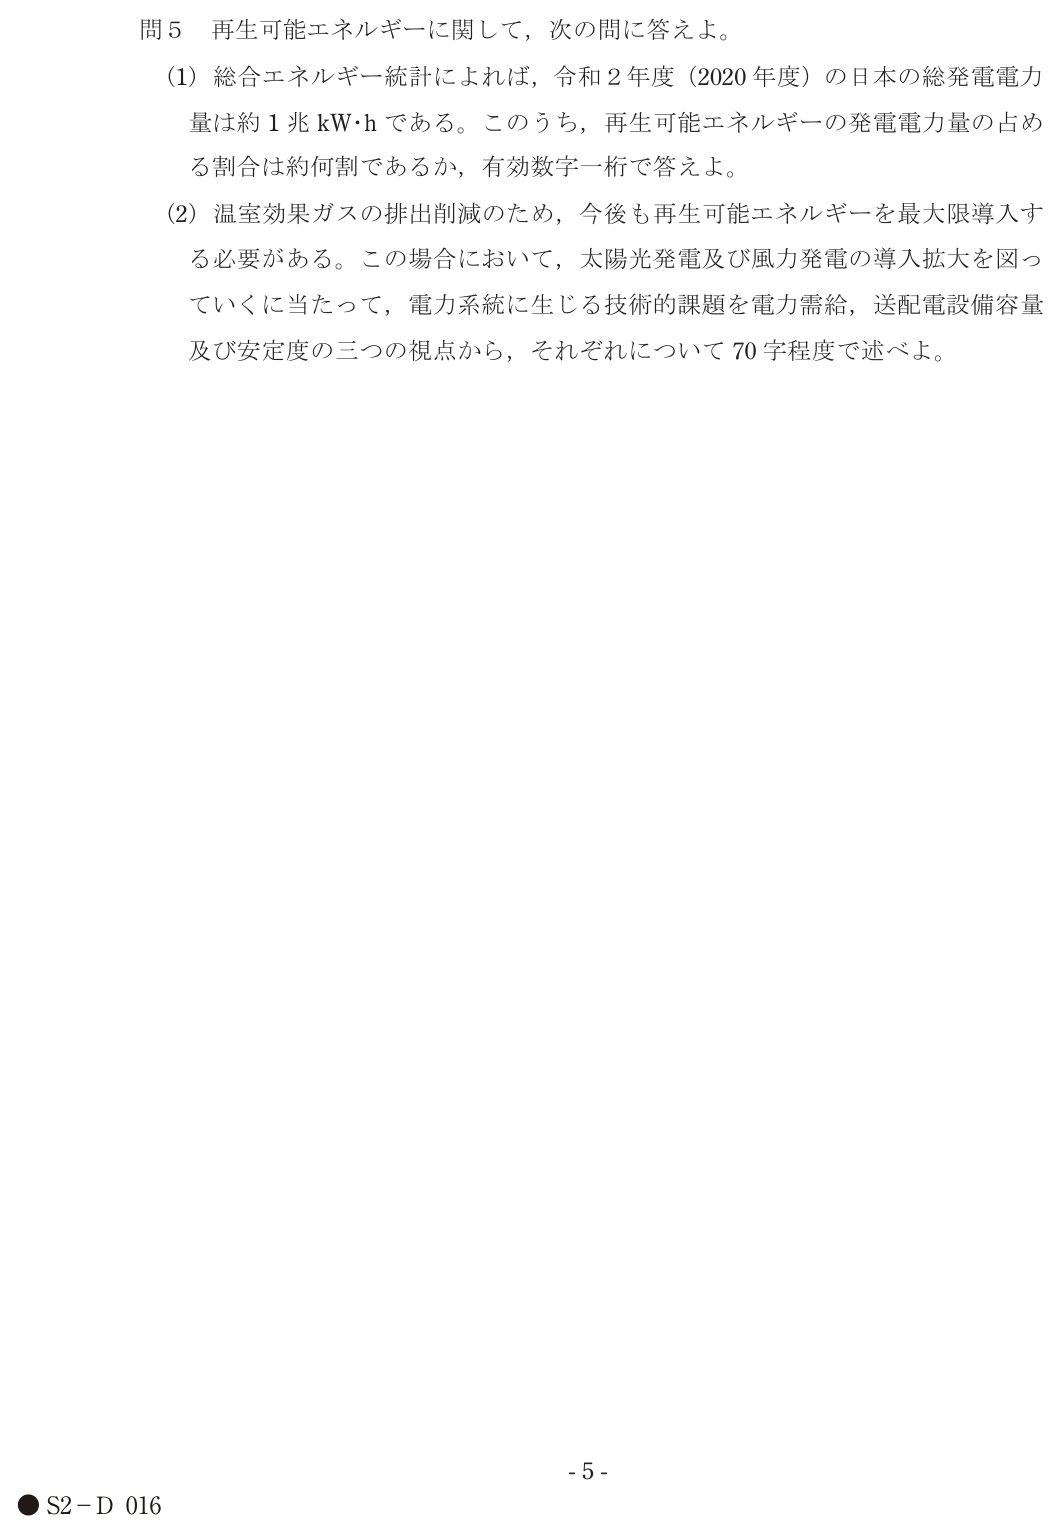 問５　再生可能エネルギーに関して，次の問に答えよ。
(1) 総合エネルギー統計によれば，令和２年度（2020 年度）の日本の総発電電力
量は約 1 兆 kW･h である。このうち，再生可能エネルギーの発電電力量の占め
る割合は約何割であるか，有効数字一桁で答えよ。
(2) 温室効果ガスの排出削減のため，今後も再生可能エネルギーを最大限導入す
る必要がある。この場合において，太陽光発電及び風力発電の導入拡大を図っ
ていくに当たって，電力系統に生じる技術的課題を電力需給，送配電設備容量
及び安定度の三つの視点から，それぞれについて 70 字程度で述べよ。
- 5 -
● S2－D 016